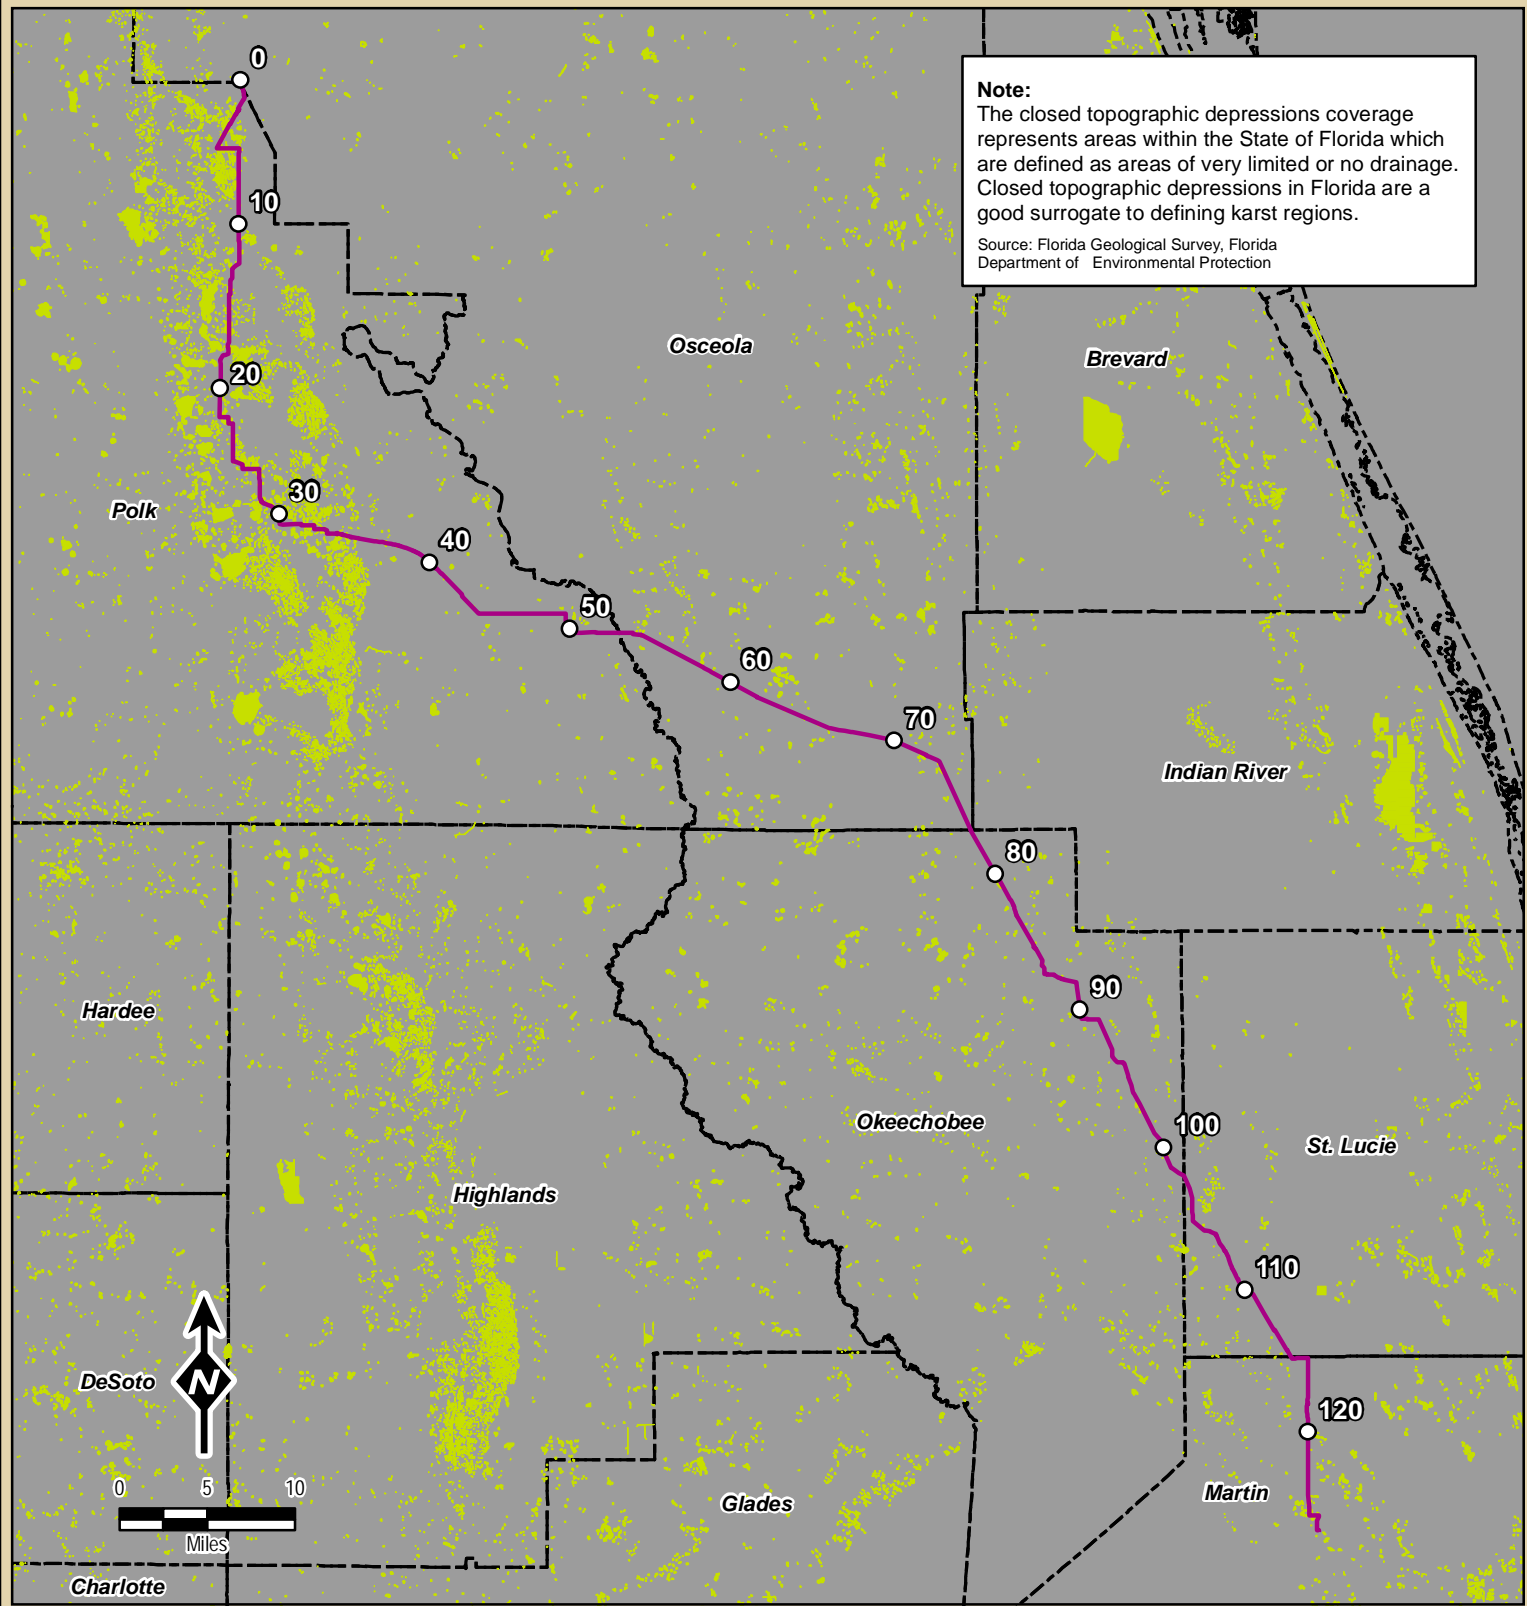 0
Note:
The closed topographic depressions coverage
represents areas within the State of Florida which
are defined as areas of very limited or no drainage.
Closed topographic depressions in Florida are a
good surrogate to defining karst regions.
Source: Florida Geological Survey, Florida
Department of Environmental Protection
10
Osceola
Brevard
20
30
Polk
40
50
60
70
Indian River
80
90
Hardee
100
Okeechobee
St. Lucie
Highlands
110
DeSoto
N
120
0 5 10
Miles
Martin
Glades
Charlotte